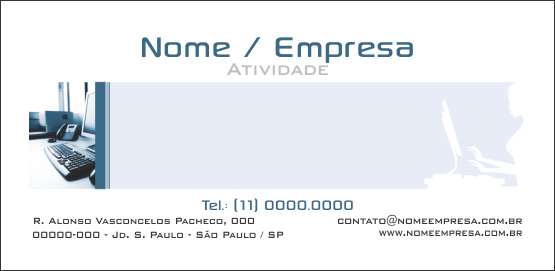 Nome / Empresa
Atividade
Tel.: (11) 0000.0000
R. Alonso Vasconcelos Pacheco, 000
contato@nomeempresa.com.br
00000-000 - Jd. S. Paulo - São Paulo / SP
www.nomeempresa.com.br